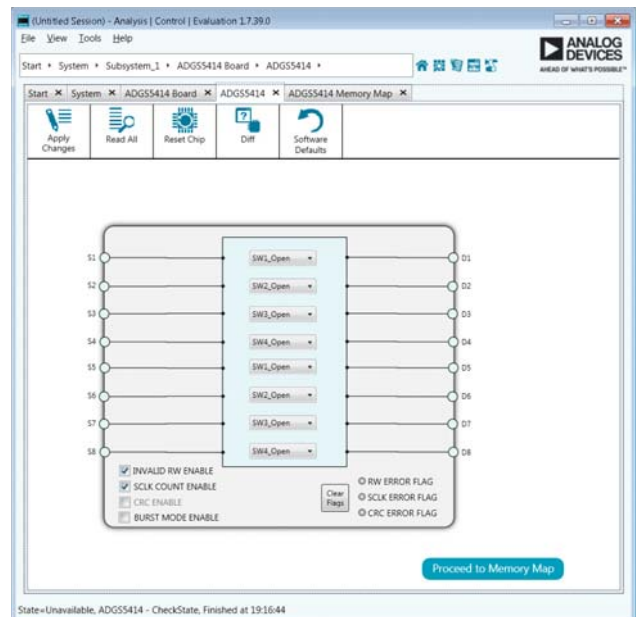 (Untitled Session) - Analysis | Control | Evaluation 1.7.39.0
File View Tools Help
Start System Subsystem_1 ADGS5414 Board ADGS5414
ANALOG
DEVICES
AHEAD OF WHAT'S POSSIBLE™
Start × System × ADGS5414 Board × ADGS5414 × ADGS5414 Memory Map ×
Apply Changes
Read All
Reset Chip
Diff
Software Defaults
S1 SW1_Open D1
S2 SW2_Open D2
S3 SW3_Open D3
S4 SW4_Open D4
S5 SW1_Open D5
S6 SW2_Open D6
S7 SW3_Open D7
S8 SW4_Open D8
INVALID RW ENABLE
SCLK COUNT ENABLE
CRC ENABLE
BURST MODE ENABLE
Clear
Flags
RW ERROR FLAG
SCLK ERROR FLAG
CRC ERROR FLAG
Proceed to Memory Map
State=Unavailable, ADGS5414 - CheckState, Finished at 19:16:44